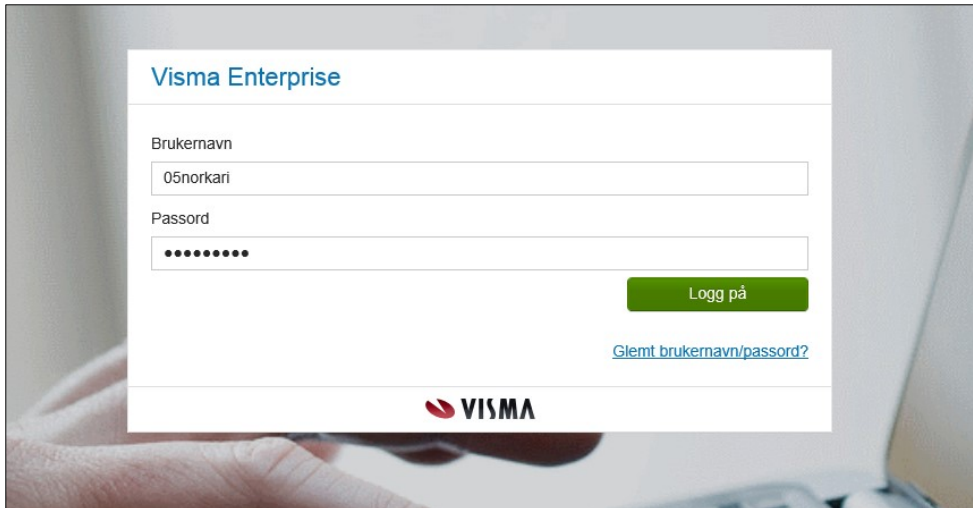 Visma Enterprise
Brukernavn
05norkari
Passord
•••••••••
Logg på
Glemt brukernavn/passord?
VISMA